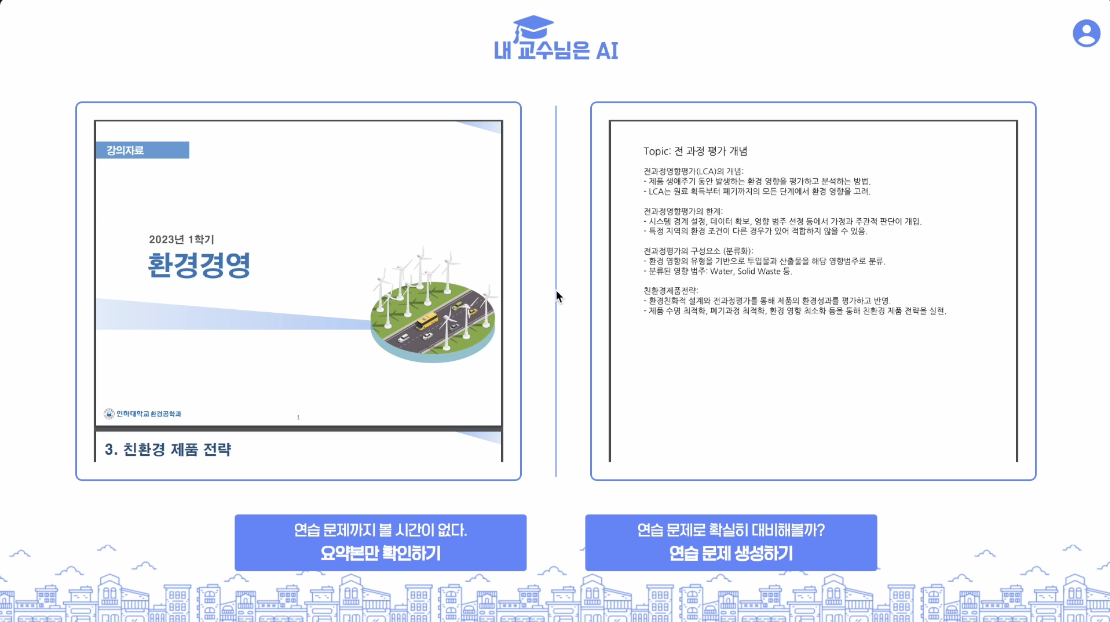 내 교수님은 AI
강의자료
2023년 1학기
환경경영
인하대학교 환경공학과
1
3. 친환경 제품 전략
Topic: 전 과정 평가 개념
전과정영향평가(LCA)의 개념:
- 제품 생애주기 동안 발생하는 환경 영향을 평가하고 분석하는 방법.
- LCA는 원료 획득부터 폐기까지의 모든 단계에서 환경 영향을 고려.
전과정영향평가의 한계:
- 시스템 경계 설정, 데이터 확보, 영향 범주 선정 등에서 가정과 주관적 판단이 개입.
- 특정 지역의 환경 조건이 다른 경우가 있어 적합하지 않을 수 있음.
전과정평가의 구성요소 (분류화):
- 환경 영향의 유형을 기반으로 투입물과 산출물을 해당 영향범주로 분류.
- 분류된 영향 범주: Water, Solid Waste 등.
친환경제품전략:
- 환경친화적 설계와 전과정평가를 통해 제품의 환경성과를 평가하고 반영.
- 제품 수명 최적화, 폐기과정 최적화, 환경 영향 최소화 등을 통해 친환경 제품 전략을 실현.
연습 문제까지 볼 시간이 없다.
요약본만 확인하기
연습 문제로 확실히 대비해볼까?
연습 문제 생성하기